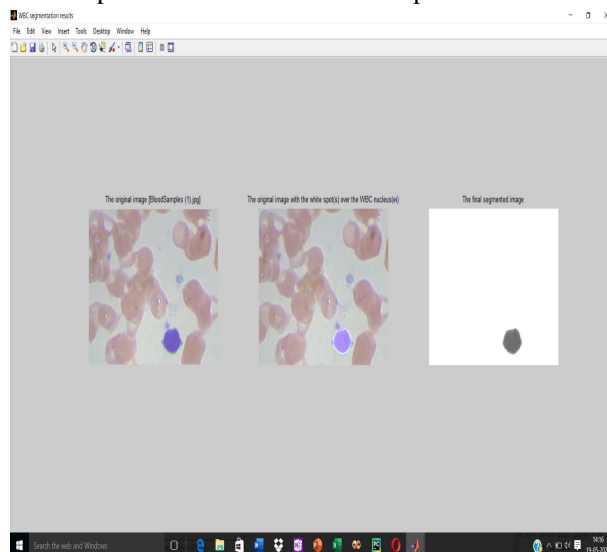 WBC segmentation results
File Edit View Insert Tools Desktop Window Help
The original image [BloodSamples (1).jpg]
The original image with the white spot(s) over the WBC nucleus(ei)
The final segmented image
Search the web and Windows
14:16